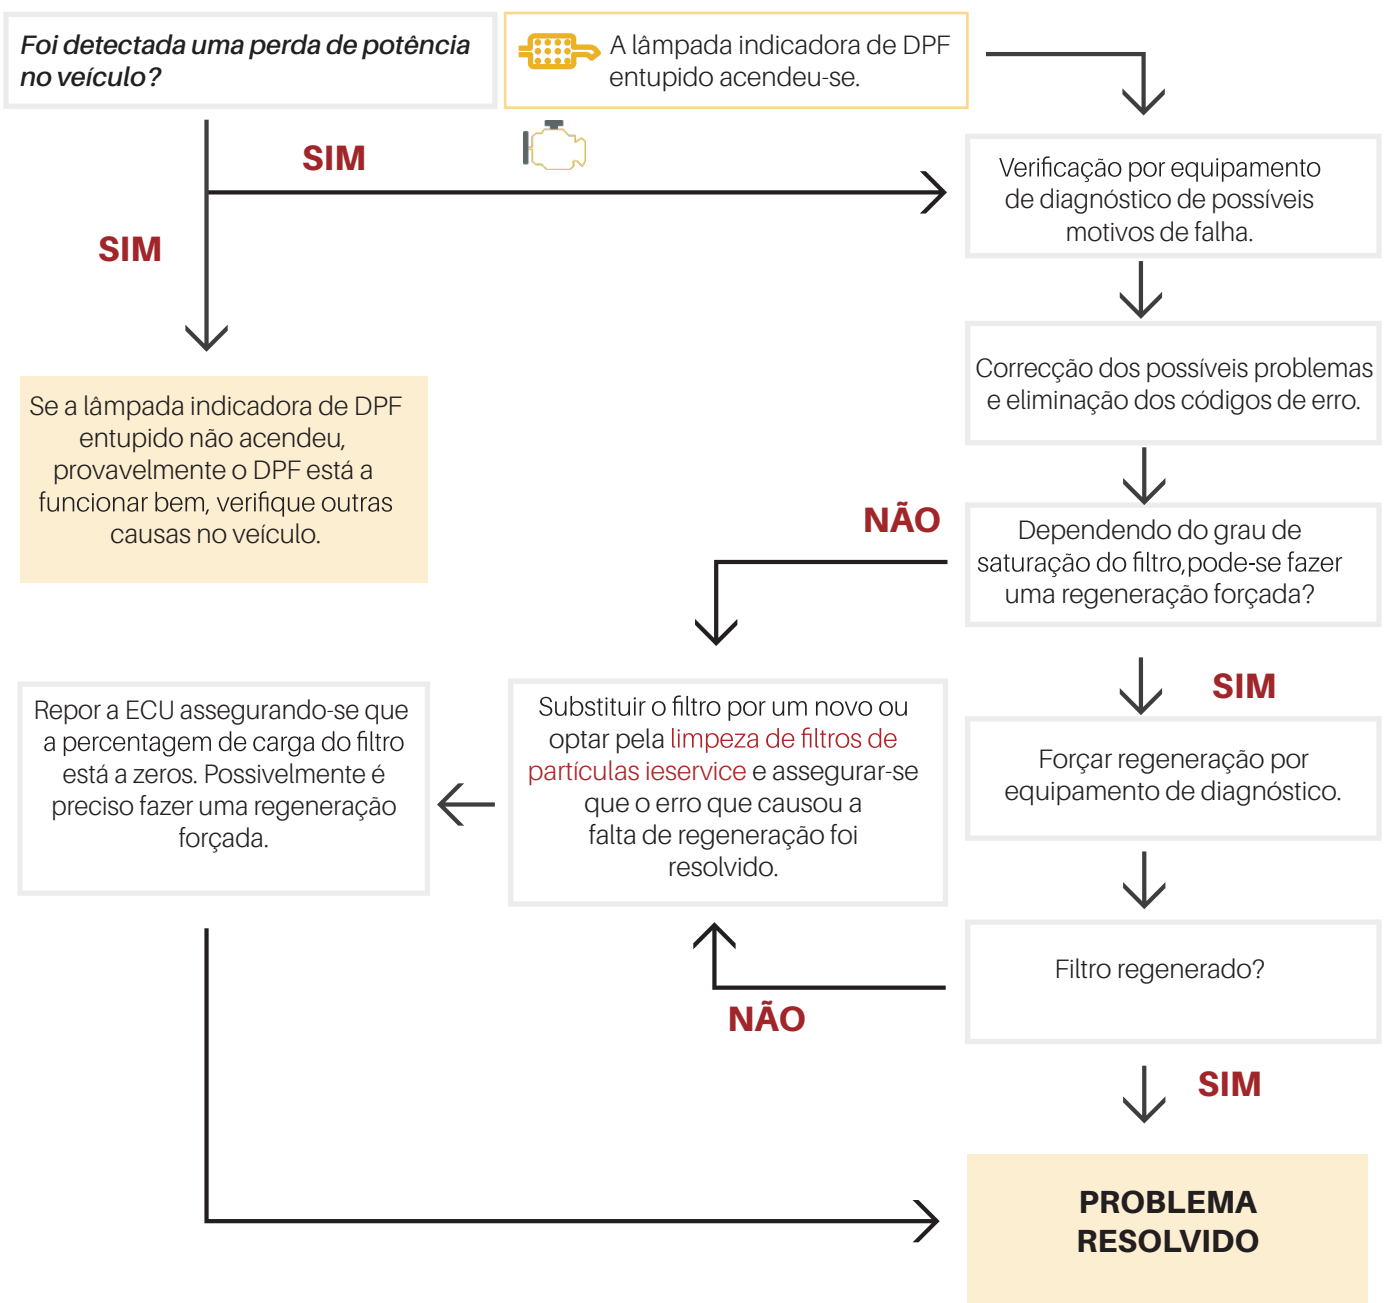 Foi detectada uma perda de potência
no veículo?
A lâmpada indicadora de DPF
entupido acendeu-se.
SIM
Verificação por equipamento
de diagnóstico de possíveis
motivos de falha.
SIM
Correcção dos possíveis problemas
e eliminação dos códigos de erro.
Se a lâmpada indicadora de DPF
entupido não acendeu,
provavelmente o DPF está a
funcionar bem, verifique outras
causas no veículo.
NÃO
Dependendo do grau de
saturação do filtro,pode-se fazer
uma regeneração forçada?
SIM
Repor a ECU assegurando-se que
a percentagem de carga do filtro
está a zeros. Possivelmente é
preciso fazer uma regeneração
forçada.
Substituir o filtro por um novo ou
optar pela limpeza de filtros de
partículas ieservice e assegurar-se
que o erro que causou a
falta de regeneração foi
resolvido.
Forçar regeneração por
equipamento de diagnóstico.
Filtro regenerado?
NÃO
SIM
PROBLEMA
RESOLVIDO